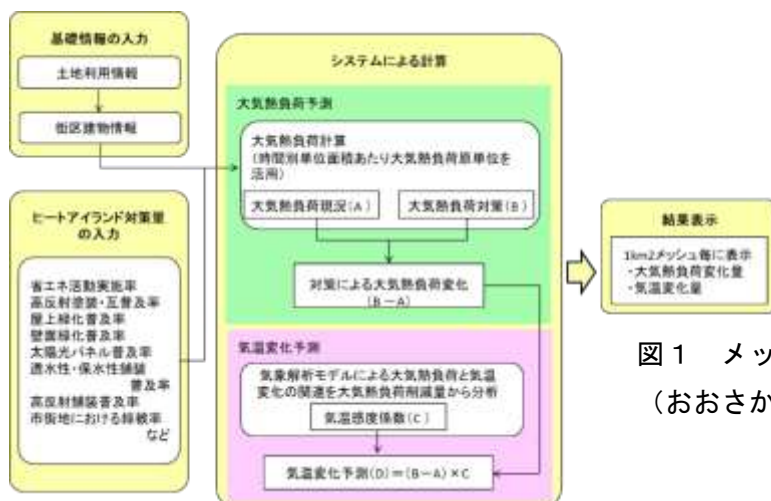 基礎情報の入力
土地利用情報
街区建物情報
ヒートアイランド対策量
の入力
省エネ活動実施率
高反射塗装・瓦普及率
屋上緑化普及率
壁面緑化普及率
太陽光パネル普及率
透水性・保水性舗装
普及率
高反射舗装普及率
市街地における緑被率
など
システムによる計算
大気熱負荷予測
大気熱負荷計算
(時間別単位面積あたり大気熱負荷原単位を
活用)
大気熱負荷現況(A)
大気熱負荷対策(B)
対策による大気熱負荷変化
(B－A)
気温変化予測
気象解析モデルによる大気熱負荷と気温
変化の関連を大気熱負荷削減量から分析
気温感度係数(C)
気温変化予測(D)=(B－A)×C
結果表示
1km2メッシュ毎に表示
・大気熱負荷変化量
・気温変化量
図１　メッ
（おおさか